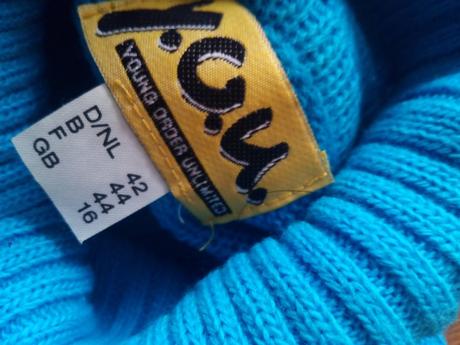 y.o.u.
YOUNG ORDER UNLIMITED
D/NL 42
B 44
F 44
GB 16